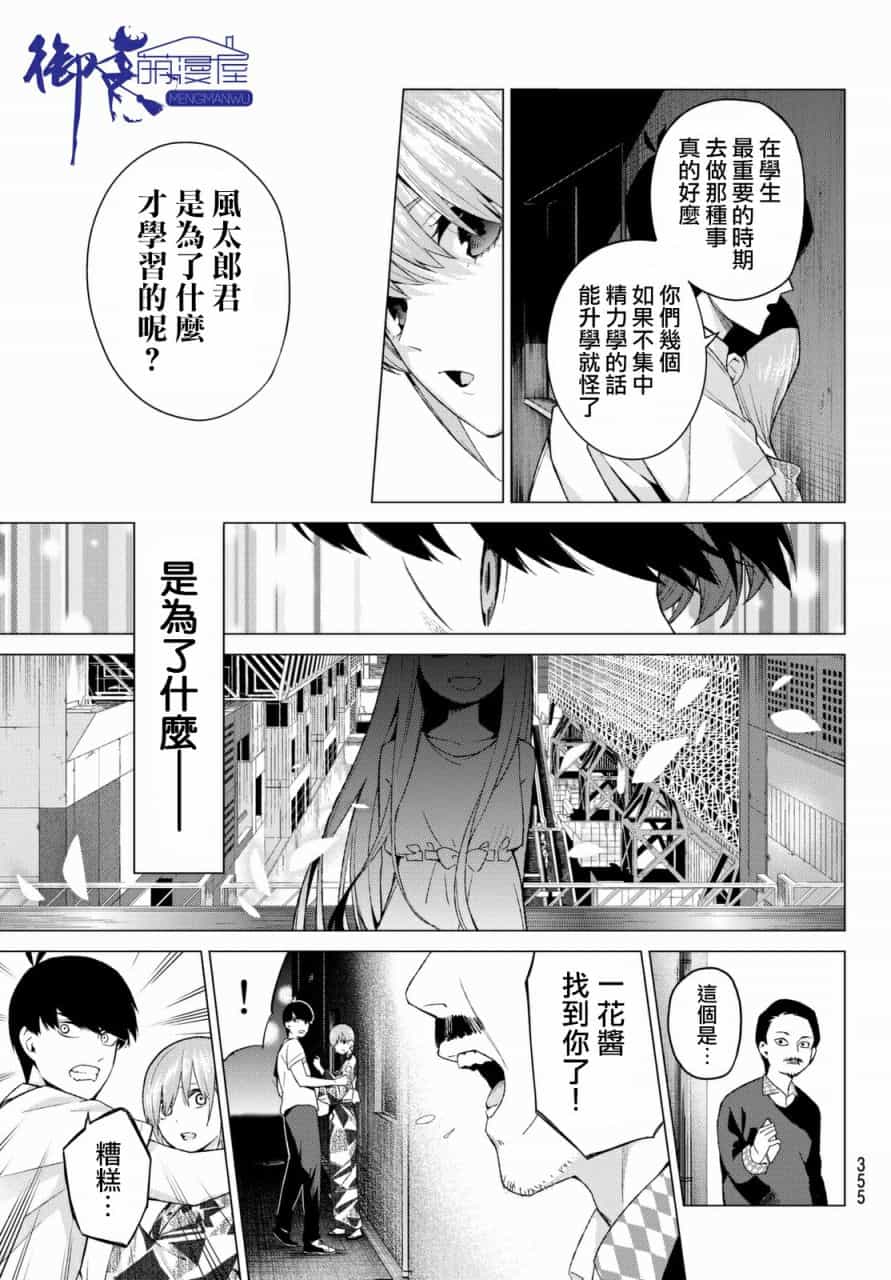 御萌漫屋
MENGMANWU
在學生
最重要的時期
去做那種事
真的好麼
你們幾個
如果不集中
精力學的話
能升學就怪了
風太郎君
是為了什麼
才學習的呢？
是為了什麼——
這個是…
一花醬
找到你了！
！
糟糕…
355